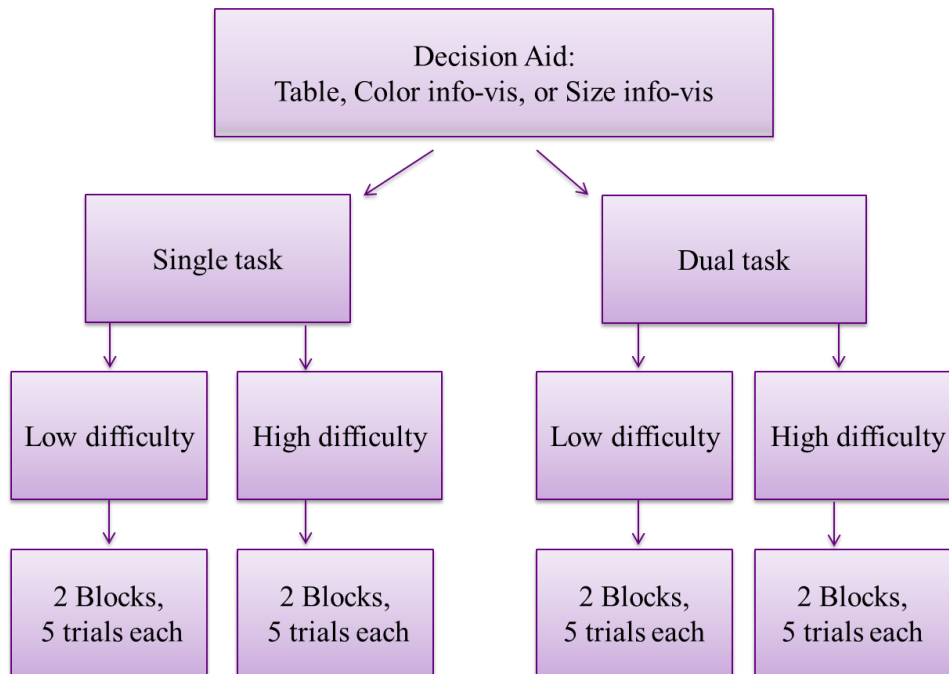 Decision Aid:
Table, Color info-vis, or Size info-vis
Single task
Dual task
Low difficulty
High difficulty
Low difficulty
High difficulty
2 Blocks,
5 trials each
2 Blocks,
5 trials each
2 Blocks,
5 trials each
2 Blocks,
5 trials each